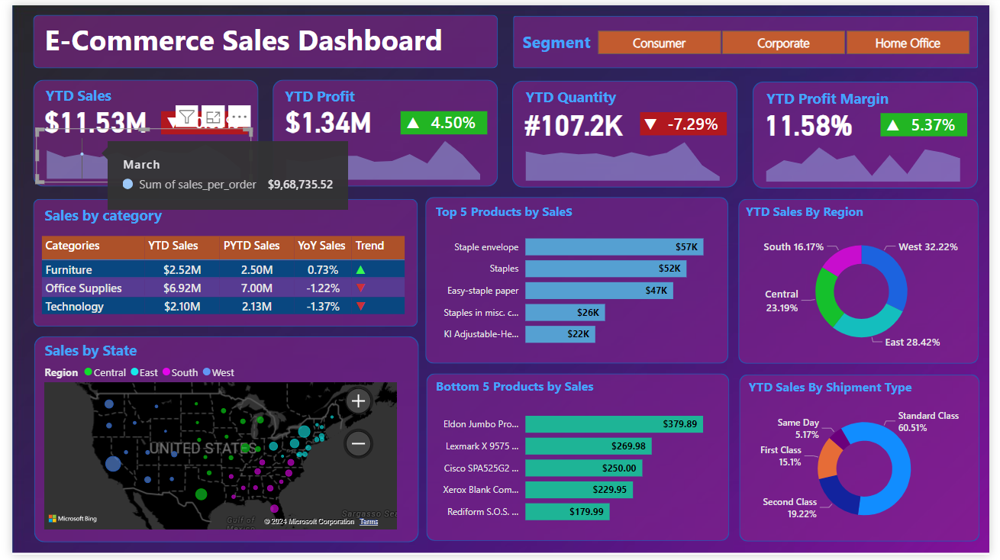 E-Commerce Sales Dashboard
Segment
Consumer
Corporate
Home Office
YTD Sales
$11.53M
YTD Profit
$1.34M
▲ 4.50%
YTD Quantity
#107.2K
▼ -7.29%
YTD Profit Margin
11.58%
▲ 5.37%
March
Sum of sales_per_order $9,68,735.52
Sales by category
Categories YTD Sales PYTD Sales YoY Sales Trend
Furniture $2.52M 2.50M 0.73% ▲
Office Supplies $6.92M 7.00M -1.22% ▼
Technology $2.10M 2.13M -1.37% ▼
Top 5 Products by Sales
Staple envelope $57K
Staples $52K
Easy-staple paper $47K
Staples in misc. c... $26K
KI Adjustable-He... $22K
YTD Sales By Region
South 16.17%
West 32.22%
Central
23.19%
East 28.42%
Sales by State
Region Central East South West
UNITED STATES
Gulf of
Mexico
Sargasso Sea
Microsoft Bing
© 2024 Microsoft Corporation Terms
Bottom 5 Products by Sales
Eldon Jumbo Pro... $379.89
Lexmark X 9575 ... $269.98
Cisco SPA525G2 ... $250.00
Xerox Blank Com... $229.95
Rediform S.O.S. ... $179.99
YTD Sales By Shipment Type
Standard Class
60.51%
Same Day
5.17%
First Class
15.1%
Second Class
19.22%